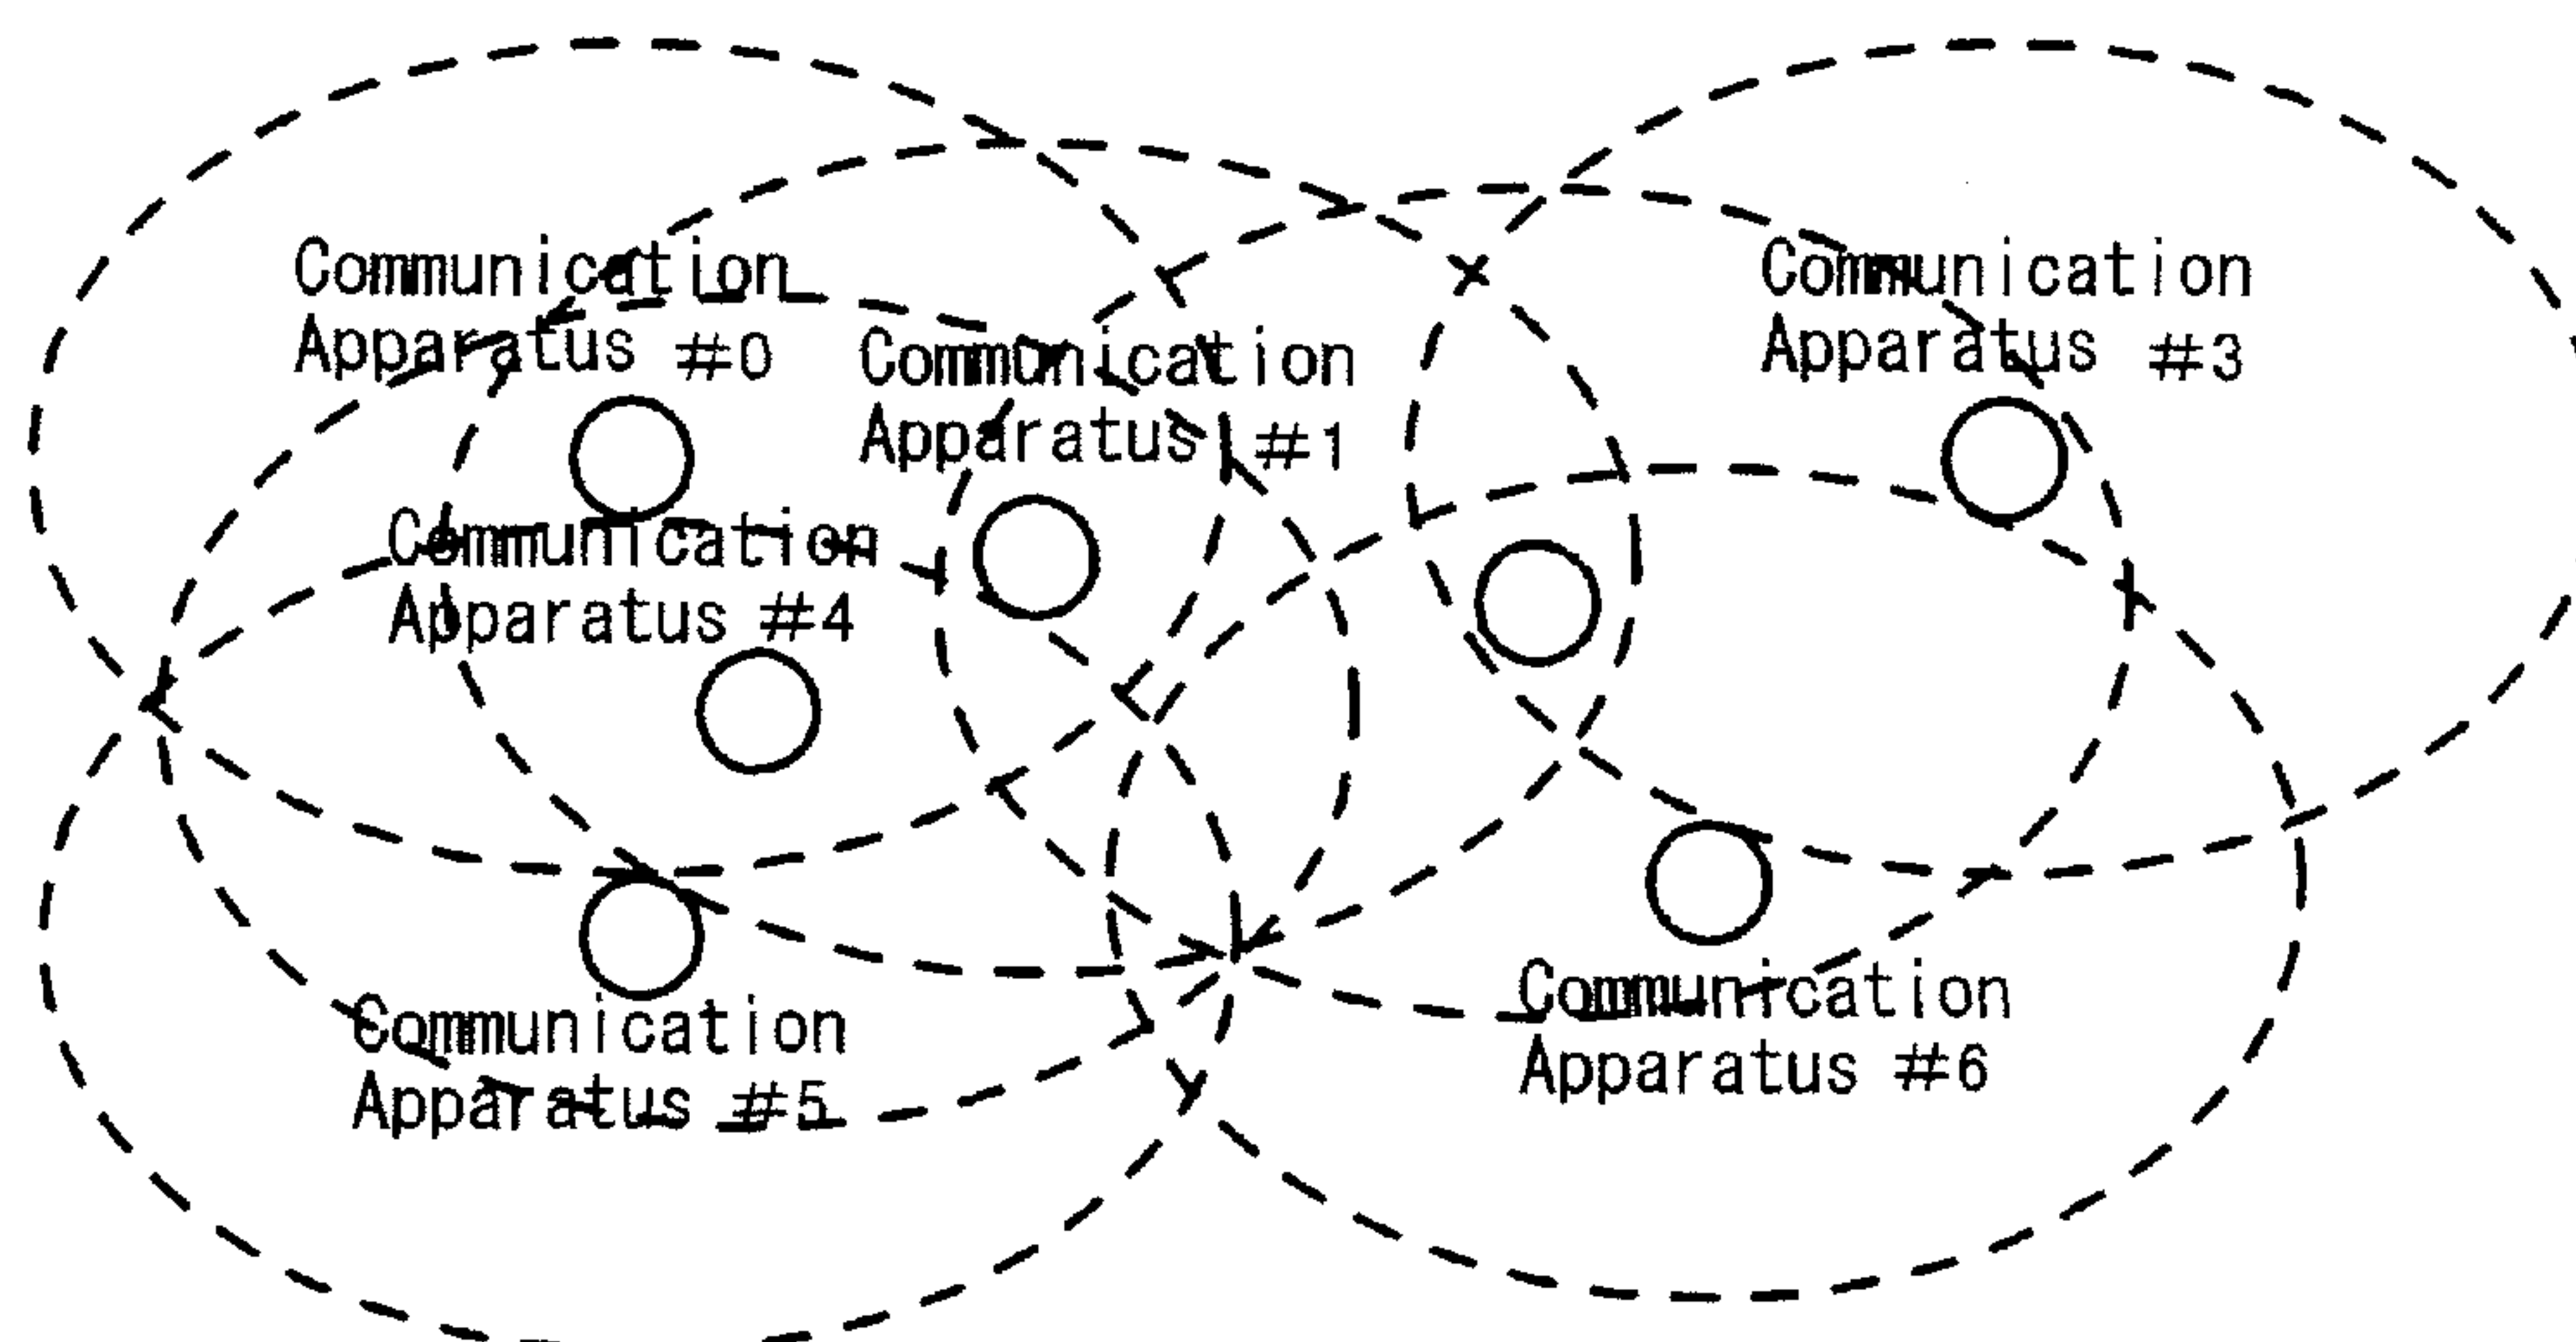 Communication
Apparatus #0
Communication
Apparatus #1
Communication
Apparatus #3
Communication
Apparatus #4
Communication
Apparatus #5
Communication
Apparatus #6